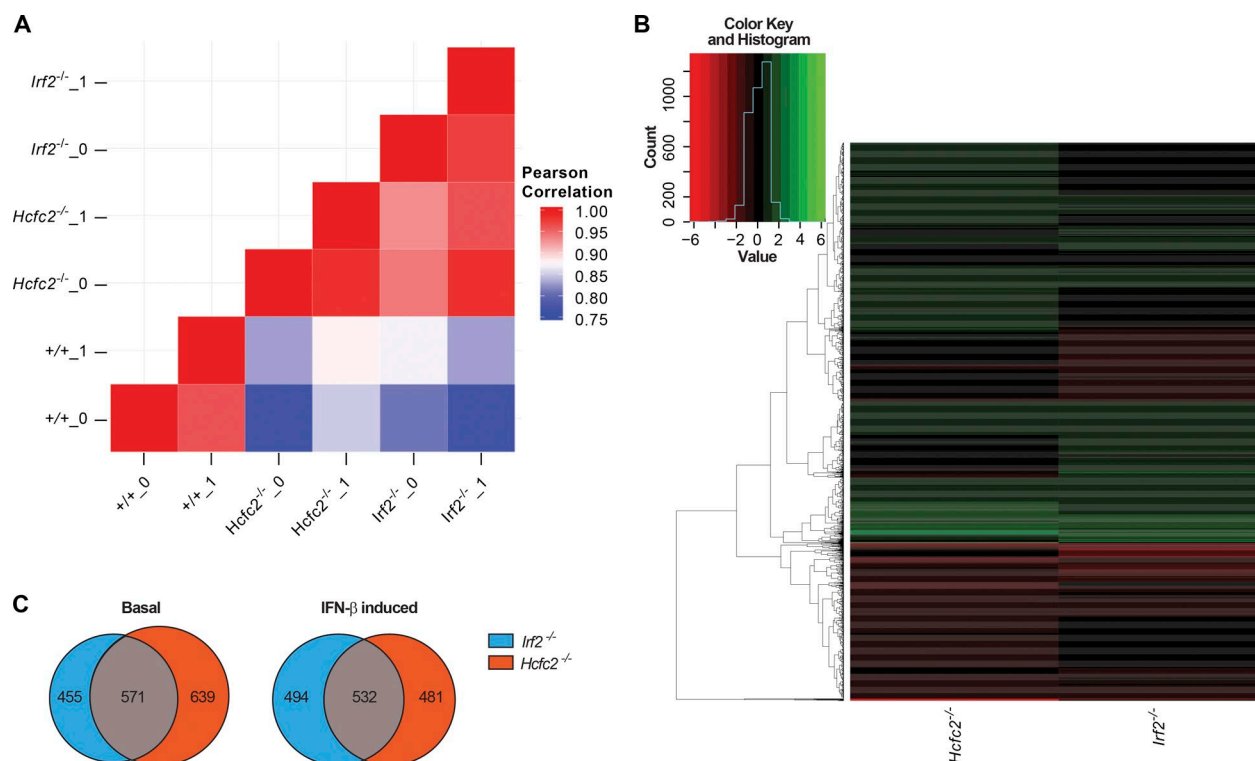 A
Irf2-/-_1
Irf2-/-_0
Hcfc2-/-_1
Hcfc2-/-_0
+/+_1
+/+_0
+/+_0
+/+_1
Hcfc2-/-_0
Hcfc2-/-_1
Irf2-/-_0
Irf2-/-_1
Pearson
Correlation
1.00
0.95
0.90
0.85
0.80
0.75
B
Color Key
and Histogram
Count
0 200 600 1000
-6 -4 -2 0 2 4 6
Value
Hcfc2-/-
Irf2-/-
C
Basal
455 571 639
IFN-β induced
494 532 481
Irf2 -/-
Hcfc2 -/-